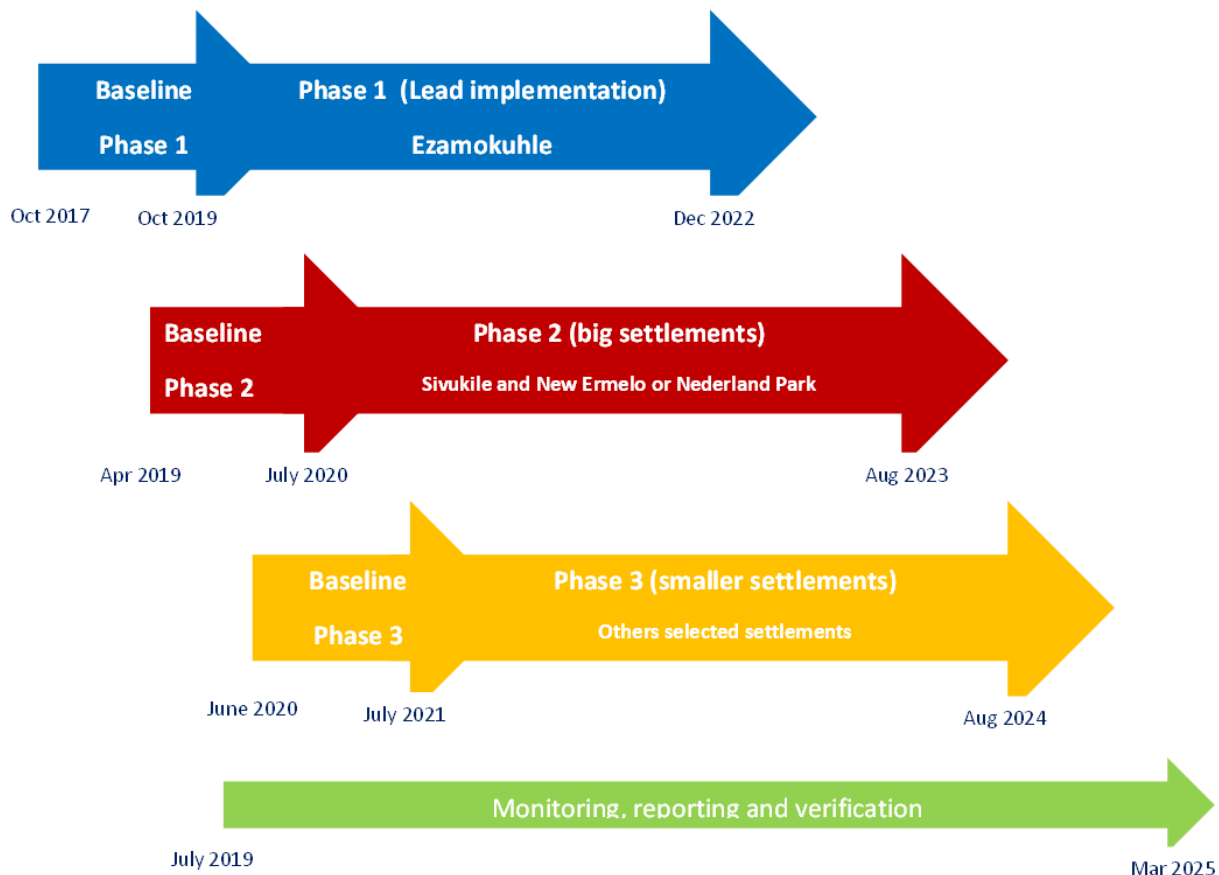 Baseline
Phase 1
Phase 1 (Lead implementation)
Ezamokuhle
Oct 2017
Oct 2019
Dec 2022
Baseline
Phase 2
Phase 2 (big settlements)
Sivukile and New Ermelo or Nederland Park
Apr 2019
July 2020
Aug 2023
Baseline
Phase 3
Phase 3 (smaller settlements)
Others selected settlements
June 2020
July 2021
Aug 2024
Monitoring, reporting and verification
July 2019
Mar 2025